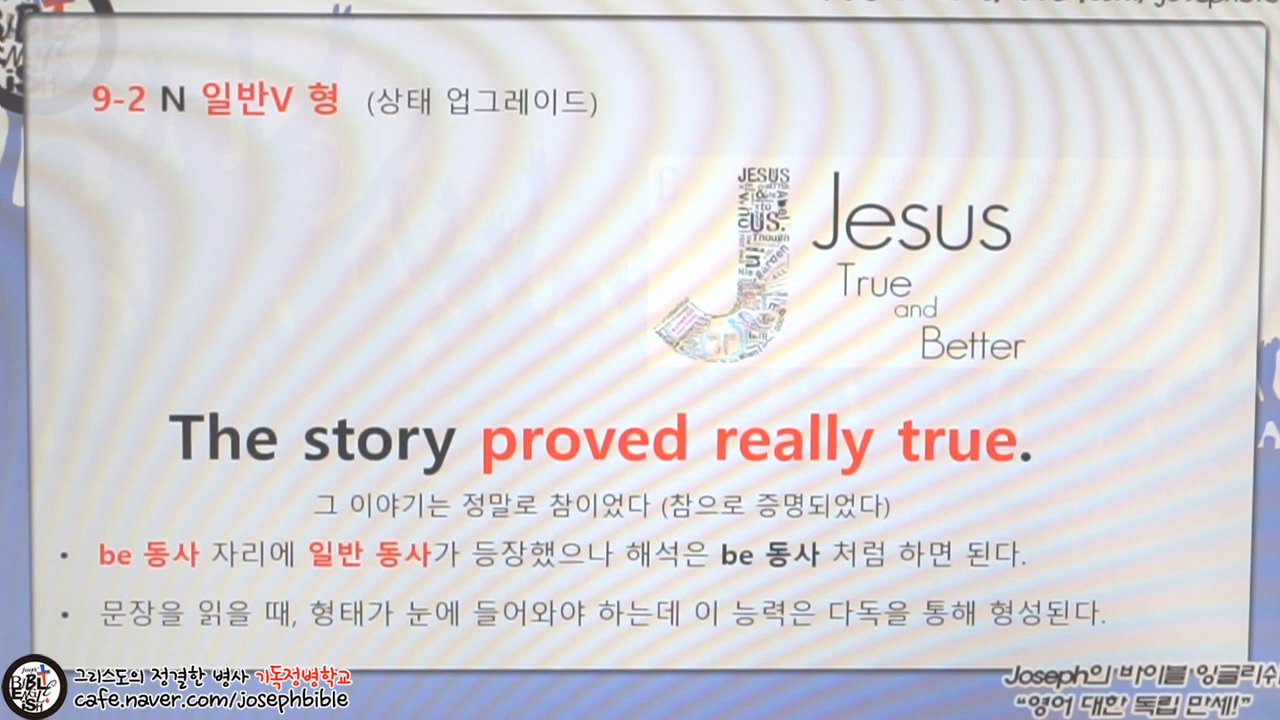 9-2 N 일반V 형 (상태 업그레이드)
JESUS
&
to
US.
Though
garden
Jesus
True
and
Better
The story proved really true.
그 이야기는 정말로 참이었다 (참으로 증명되었다)
• be 동사 자리에 일반 동사가 등장했으나 해석은 be 동사 처럼 하면 된다.
• 문장을 읽을 때, 형태가 눈에 들어와야 하는데 이 능력은 다독을 통해 형성된다.
그리스도의 정결한 병사 기독정병학교
cafe.naver.com/josephbible
Joseph의 바이블 잉글리쉬
"영어 대한 독립 만세!"